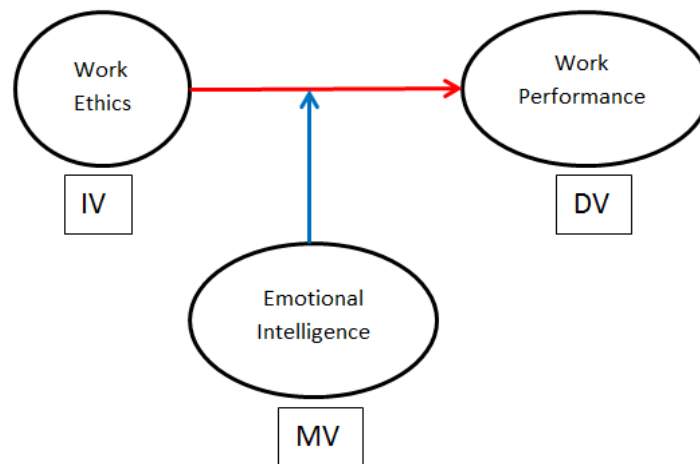 Work
Ethics
Work
Performance
IV
DV
Emotional
Intelligence
MV